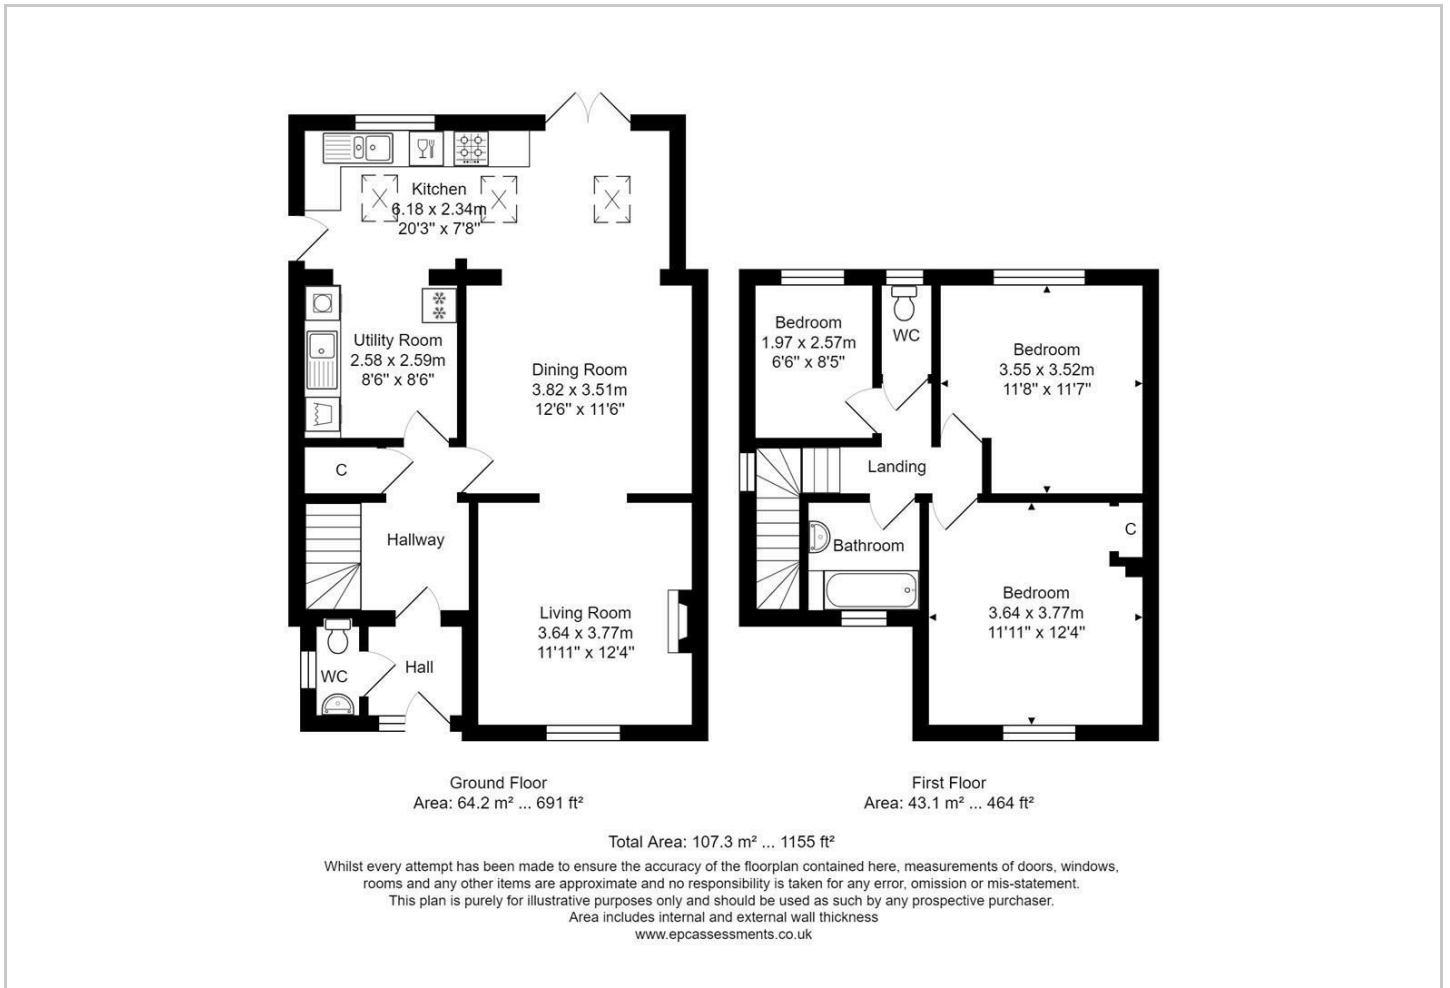 Kitchen
6.18 x 2.34m
20'3" x 7'8"
Utility Room
2.58 x 2.59m
8'6" x 8'6"
Dining Room
3.82 x 3.51m
12'6" x 11'6"
C
Hallway
Living Room
3.64 x 3.77m
11'11" x 12'4"
WC
Hall
Bedroom
1.97 x 2.57m
6'6" x 8'5"
WC
Bedroom
3.55 x 3.52m
11'8" x 11'7"
Landing
Bathroom
C
Bedroom
3.64 x 3.77m
11'11" x 12'4"
Ground Floor
Area: 64.2 m² ... 691 ft²
First Floor
Area: 43.1 m² ... 464 ft²
Total Area: 107.3 m² ... 1155 ft²
Whilst every attempt has been made to ensure the accuracy of the floorplan contained here, measurements of doors, windows,
rooms and any other items are approximate and no responsibility is taken for any error, omission or mis-statement.
This plan is purely for illustrative purposes only and should be used as such by any prospective purchaser.
Area includes internal and external wall thickness
www.epcassessments.co.uk